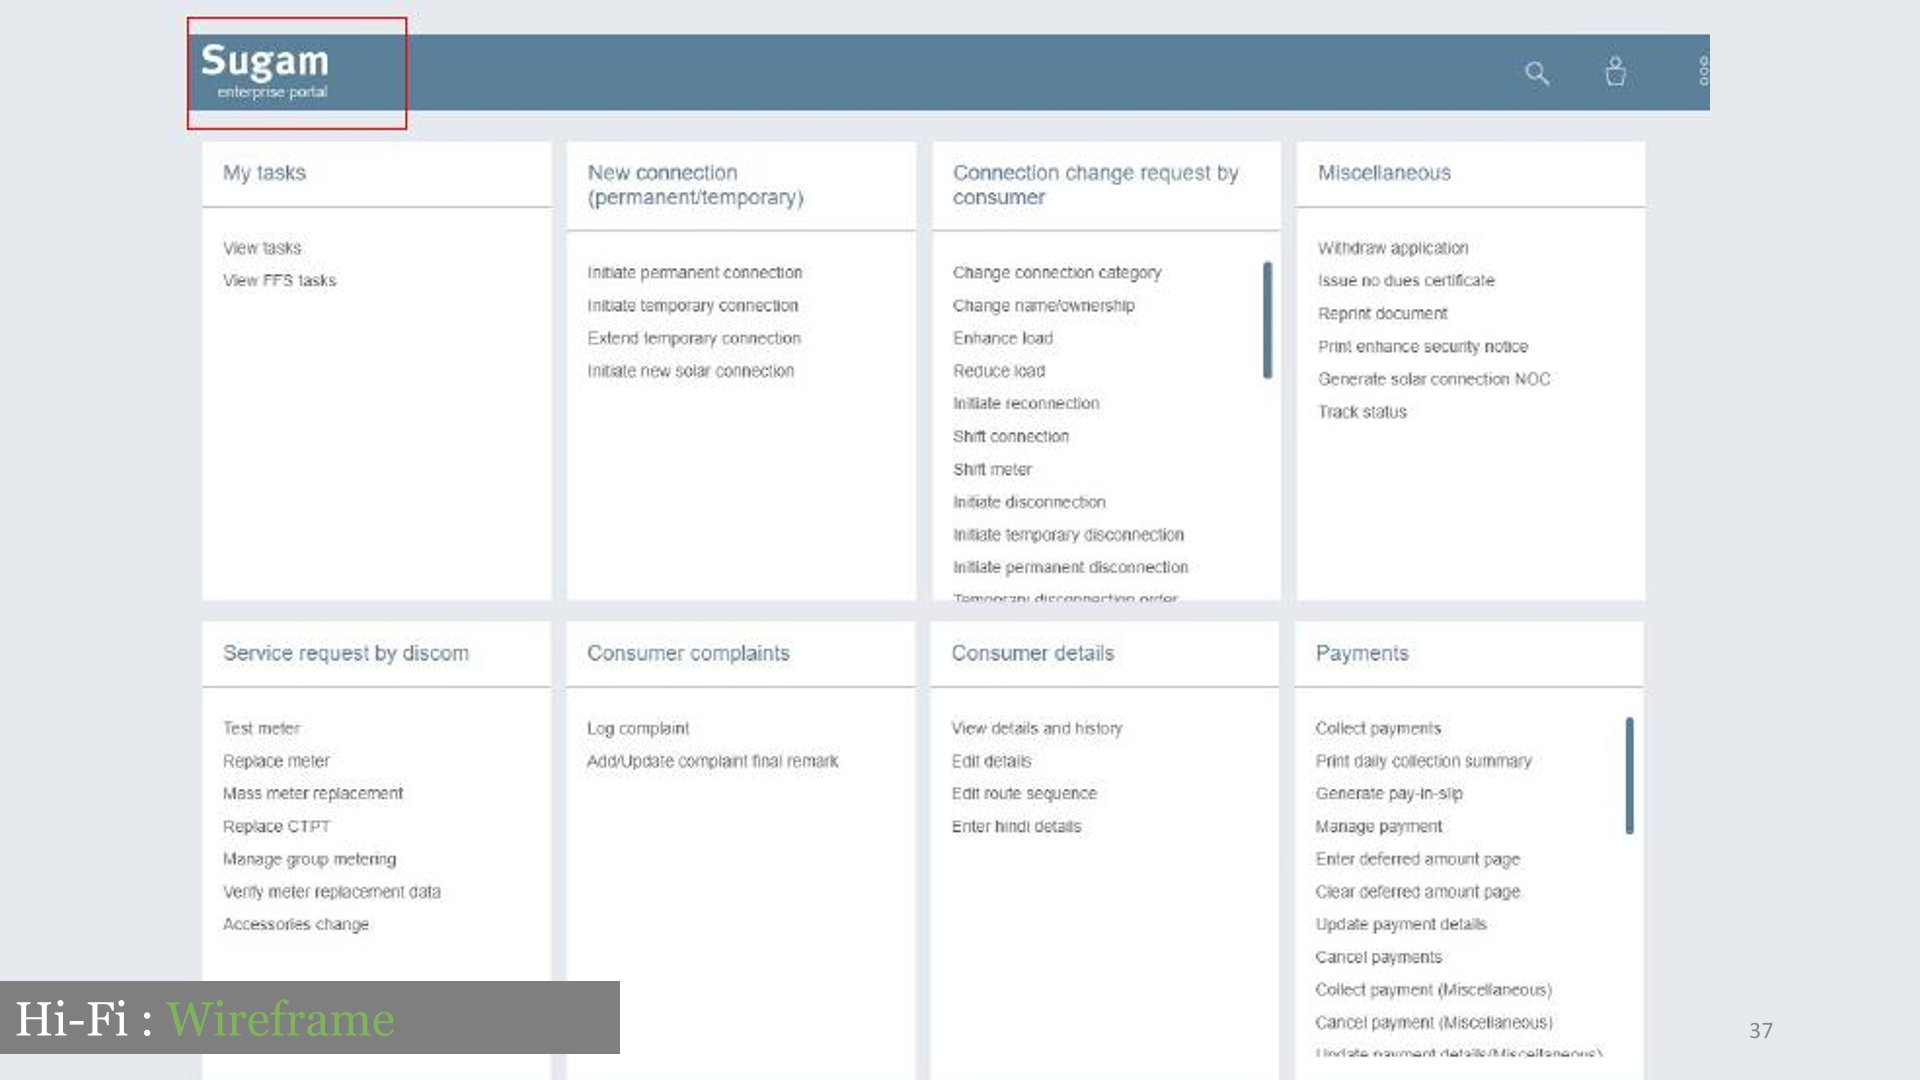 Sugam
enterprise portal
My tasks
View tasks
View FFS tasks
New connection
(permanent/temporary)
Initiate permanent connection
Initiate temporary connection
Extend temporary connection
Initiate new solar connection
Connection change request by
consumer
Change connection category
Change name/ownership
Enhance load
Reduce load
Initiate reconnection
Shift connection
Shift meter
Initiate disconnection
Initiate temporary disconnection
Initiate permanent disconnection
Temporary disconnection order
Miscellaneous
Withdraw application
Issue no dues certificate
Reprint document
Print enhance security notice
Generate solar connection NOC
Track status
Service request by discom
Test meter
Replace meter
Mass meter replacement
Replace CTPT
Manage group metering
Verify meter replacement data
Accessories change
Consumer complaints
Log complaint
Add/Update complaint final remark
Consumer details
View details and history
Edit details
Edit route sequence
Enter hindi details
Payments
Collect payments
Print daily collection summary
Generate pay-in-slip
Manage payment
Enter deferred amount page
Clear deferred amount page
Update payment details
Cancel payments
Collect payment (Miscellaneous)
Cancel payment (Miscellaneous)
Update payment details(Miscellaneous)
Hi-Fi : Wireframe
37